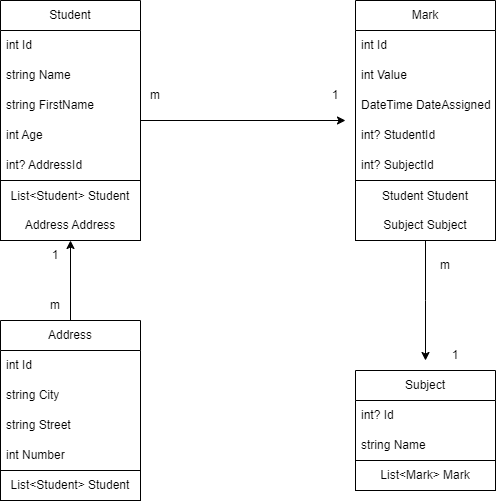 Student
int Id
string Name
string FirstName
int Age
int? AddressId
List<Student> Student
Address Address
m
1
Mark
int Id
int Value
DateTime DateAssigned
int? StudentId
int? SubjectId
Student Student
Subject Subject
1
m
m
1
Address
int Id
string City
string Street
int Number
List<Student> Student
Subject
int? Id
string Name
List<Mark> Mark